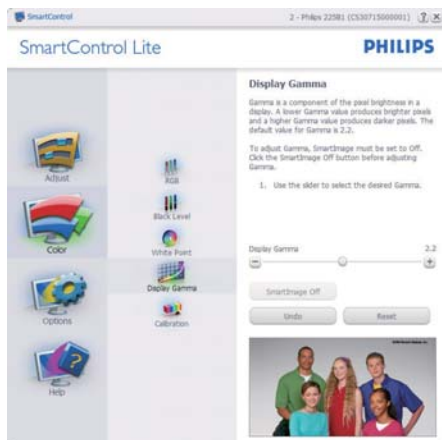 SmartControl
2 - Philips 225B1 (CS30715000001)
? X
SmartControl Lite
PHILIPS
Display Gamma
Gamma is a component of the pixel brightness in a
display. A lower Gamma value produces brighter pixels
and a higher Gamma value produces darker pixels. The
default value for Gamma is 2.2.
To adjust Gamma, SmartImage must be set to Off.
Click the SmartImage Off button before adjusting
Gamma.
1. Use the slider to select the desired Gamma.
Adjust
Color
Options
Help
RGB
Black Level
White Point
Display Gamma
Calibration
Display Gamma
2.2
SmartImage Off
Undo
Reset